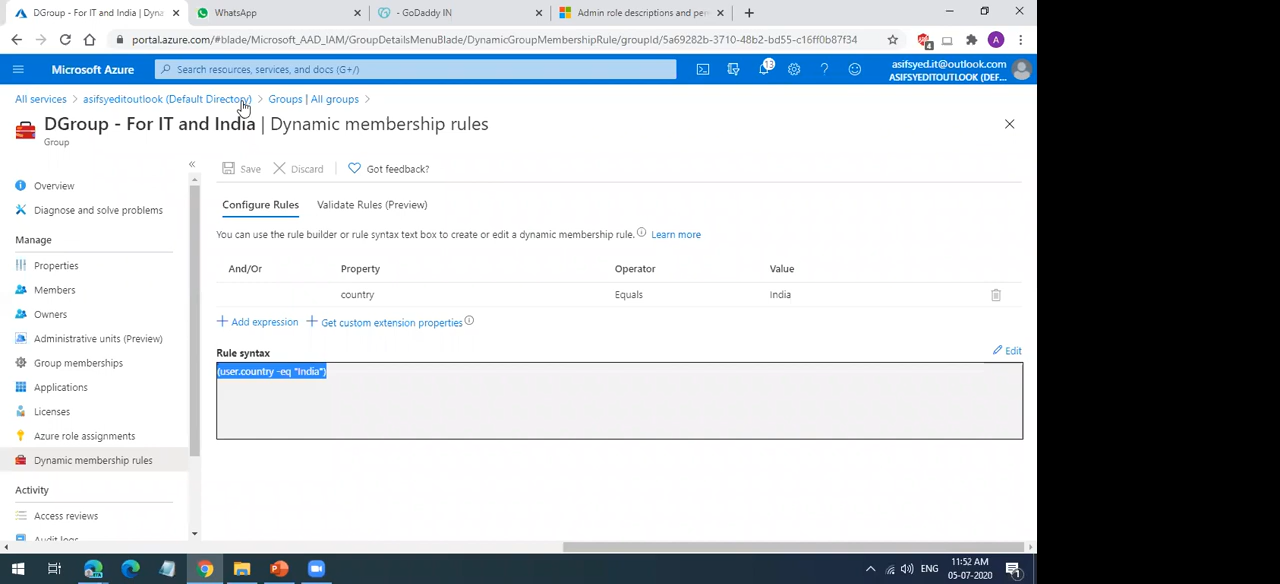 DGroup - For IT and India | Dyna
WhatsApp
- GoDaddy IN
Admin role descriptions and per
portal.azure.com/#blade/Microsoft_AAD_IAM/GroupDetailsMenuBlade/DynamicGroupMembershipRule/groupId/5a69282b-3710-48b2-bd55-c16ff0b87f34
4
A
Microsoft Azure
Search resources, services, and docs (G+/)
13
asifsyed.it@outlook.com
ASIFSYEDITOUTLOOK (DEF...
All services > asifsyeditoutlook (Default Directory) > Groups | All groups >
DGroup - For IT and India | Dynamic membership rules
Group
Save
Discard
Got feedback?
Overview
Diagnose and solve problems
Manage
Properties
Members
Owners
Administrative units (Preview)
Group memberships
Applications
Licenses
Azure role assignments
Dynamic membership rules
Activity
Access reviews
Audit logs
Configure Rules
Validate Rules (Preview)
You can use the rule builder or rule syntax text box to create or edit a dynamic membership rule. Learn more
And/Or Property Operator Value
country Equals India
+ Add expression + Get custom extension properties
Rule syntax
Edit
(user.country -eq "India")
ENG
11:52 AM
05-07-2020
1